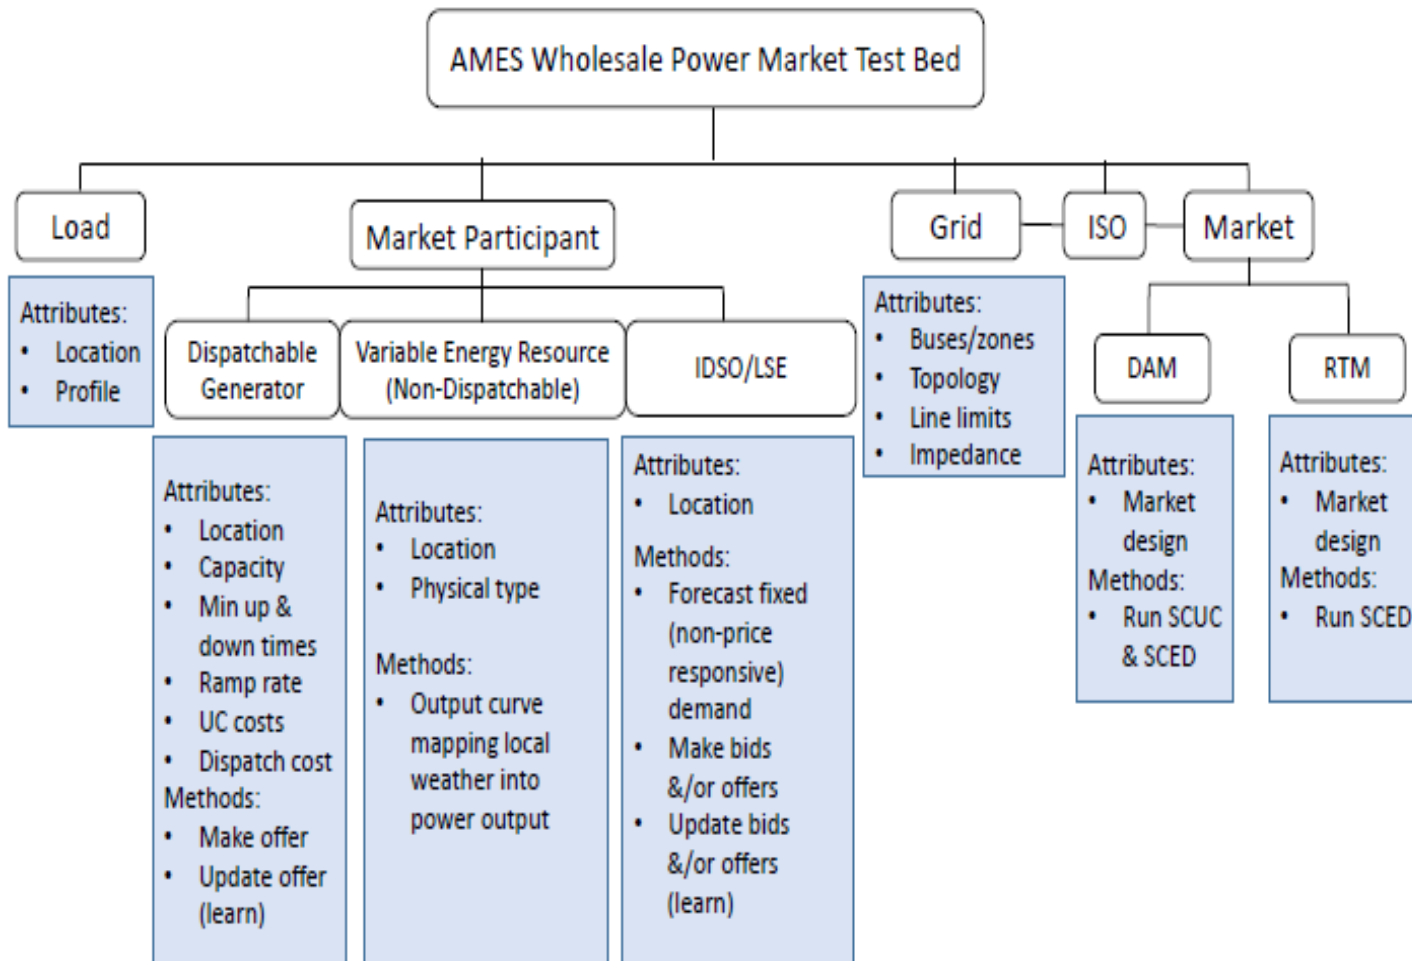 AMES Wholesale Power Market Test Bed
Load
Market Participant
Grid
ISO
Market
Attributes:
• Location
• Profile
Dispatchable
Generator
Variable Energy Resource
(Non-Dispatchable)
IDSO/LSE
Attributes:
• Buses/zones
• Topology
• Line limits
• Impedance
DAM
RTM
Attributes:
• Location
• Capacity
• Min up &
down times
• Ramp rate
• UC costs
• Dispatch cost
Methods:
• Make offer
• Update offer
(learn)
Attributes:
• Location
• Physical type
Methods:
• Output curve
mapping local
weather into
power output
Attributes:
• Location
Methods:
• Forecast fixed
(non-price
responsive)
demand
• Make bids
&/or offers
• Update bids
&/or offers
(learn)
Attributes:
• Market
design
Methods:
• Run SCUC
& SCED
Attributes:
• Market
design
Methods:
• Run SCED